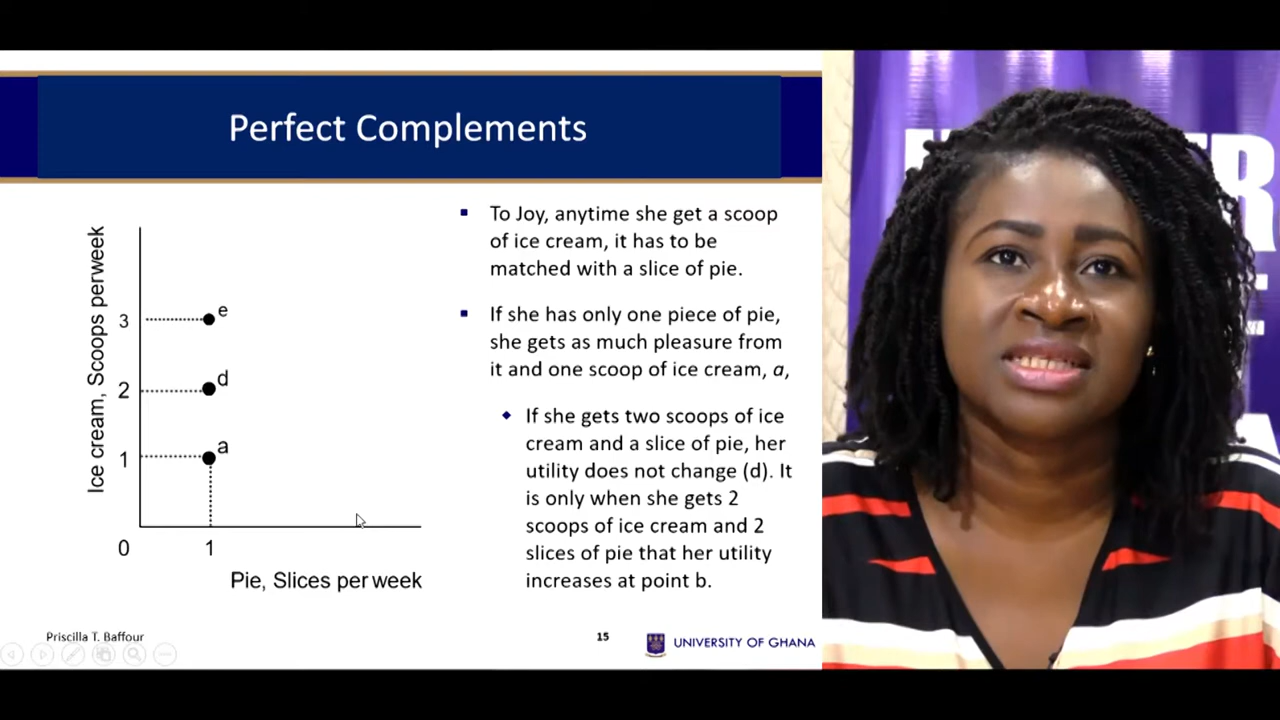 Perfect Complements
Ice cream, Scoops perweek
3
2
1
0
1
e
d
a
Pie, Slices per week
▪ To Joy, anytime she get a scoop
of ice cream, it has to be
matched with a slice of pie.
▪ If she has only one piece of pie,
she gets as much pleasure from
it and one scoop of ice cream, a,
◆ If she gets two scoops of ice
cream and a slice of pie, her
utility does not change (d). It
is only when she gets 2
scoops of ice cream and 2
slices of pie that her utility
increases at point b.
Priscilla T. Baffour
15
UNIVERSITY OF GHANA